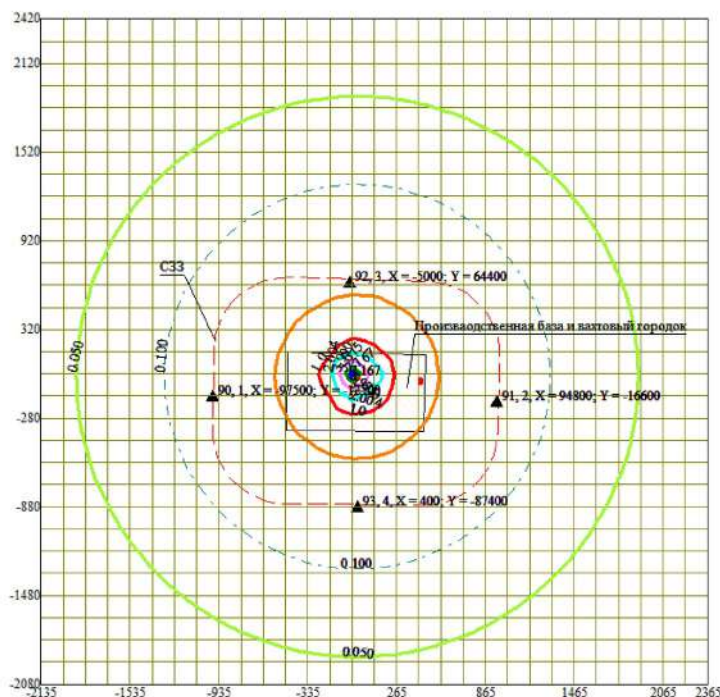 2420
2120
1520
920
320
-280
-880
-1480
-2080
СЗЗ
92, 3, X = -5000; Y = 64400
Произваодственная база и вахтовый городок
0.050
0.100
90, 1, X = -97500; Y =
91, 2, X = 94800; Y = -16600
1.0
93, 4, X = 400; Y = -87400
0.100
0.050
-2135 -1535 -935 -335 265 865 1465 2065 2365